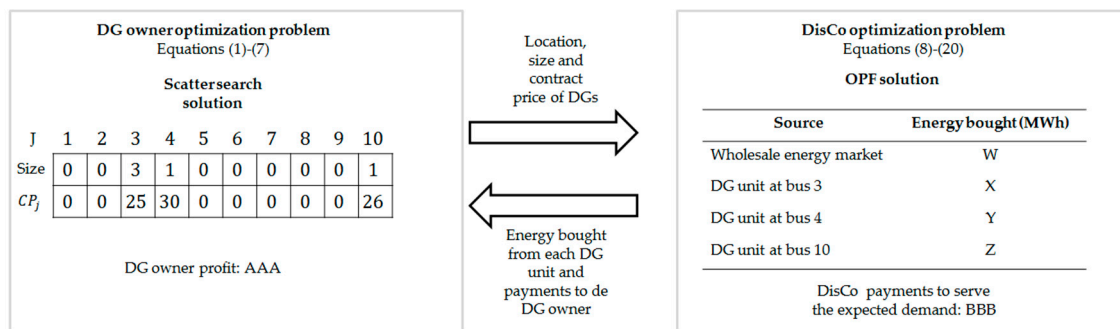 DG owner optimization problem
Equations (1)-(7)
Scatter search
solution
J 1 2 3 4 5 6 7 8 9 10
Size 0 0 3 1 0 0 0 0 0 1
CPj 0 0 25 30 0 0 0 0 0 26
DG owner profit: AAA
Location,
size and
contract
price of DGs
Energy bought
from each DG
unit and
payments to de
DG owner
DisCo optimization problem
Equations (8)-(20)
OPF solution
Source Energy bought (MWh)
Wholesale energy market W
DG unit at bus 3 X
DG unit at bus 4 Y
DG unit at bus 10 Z
DisCo payments to serve
the expected demand: BBB